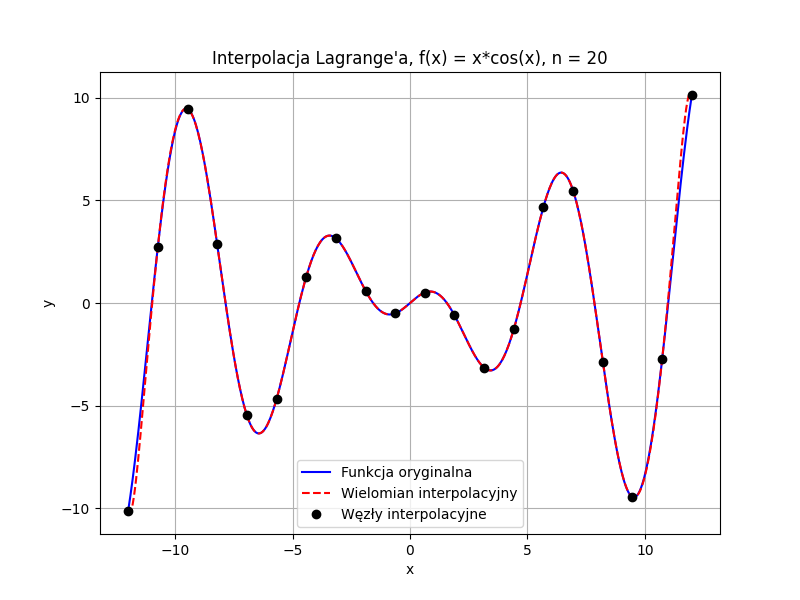 Interpolacja Lagrange'a, f(x) = x*cos(x), n = 20
10
5
0
−5
−10
y
−10
−5
0
5
10
x
Funkcja oryginalna
Wielomian interpolacyjny
Węzły interpolacyjne